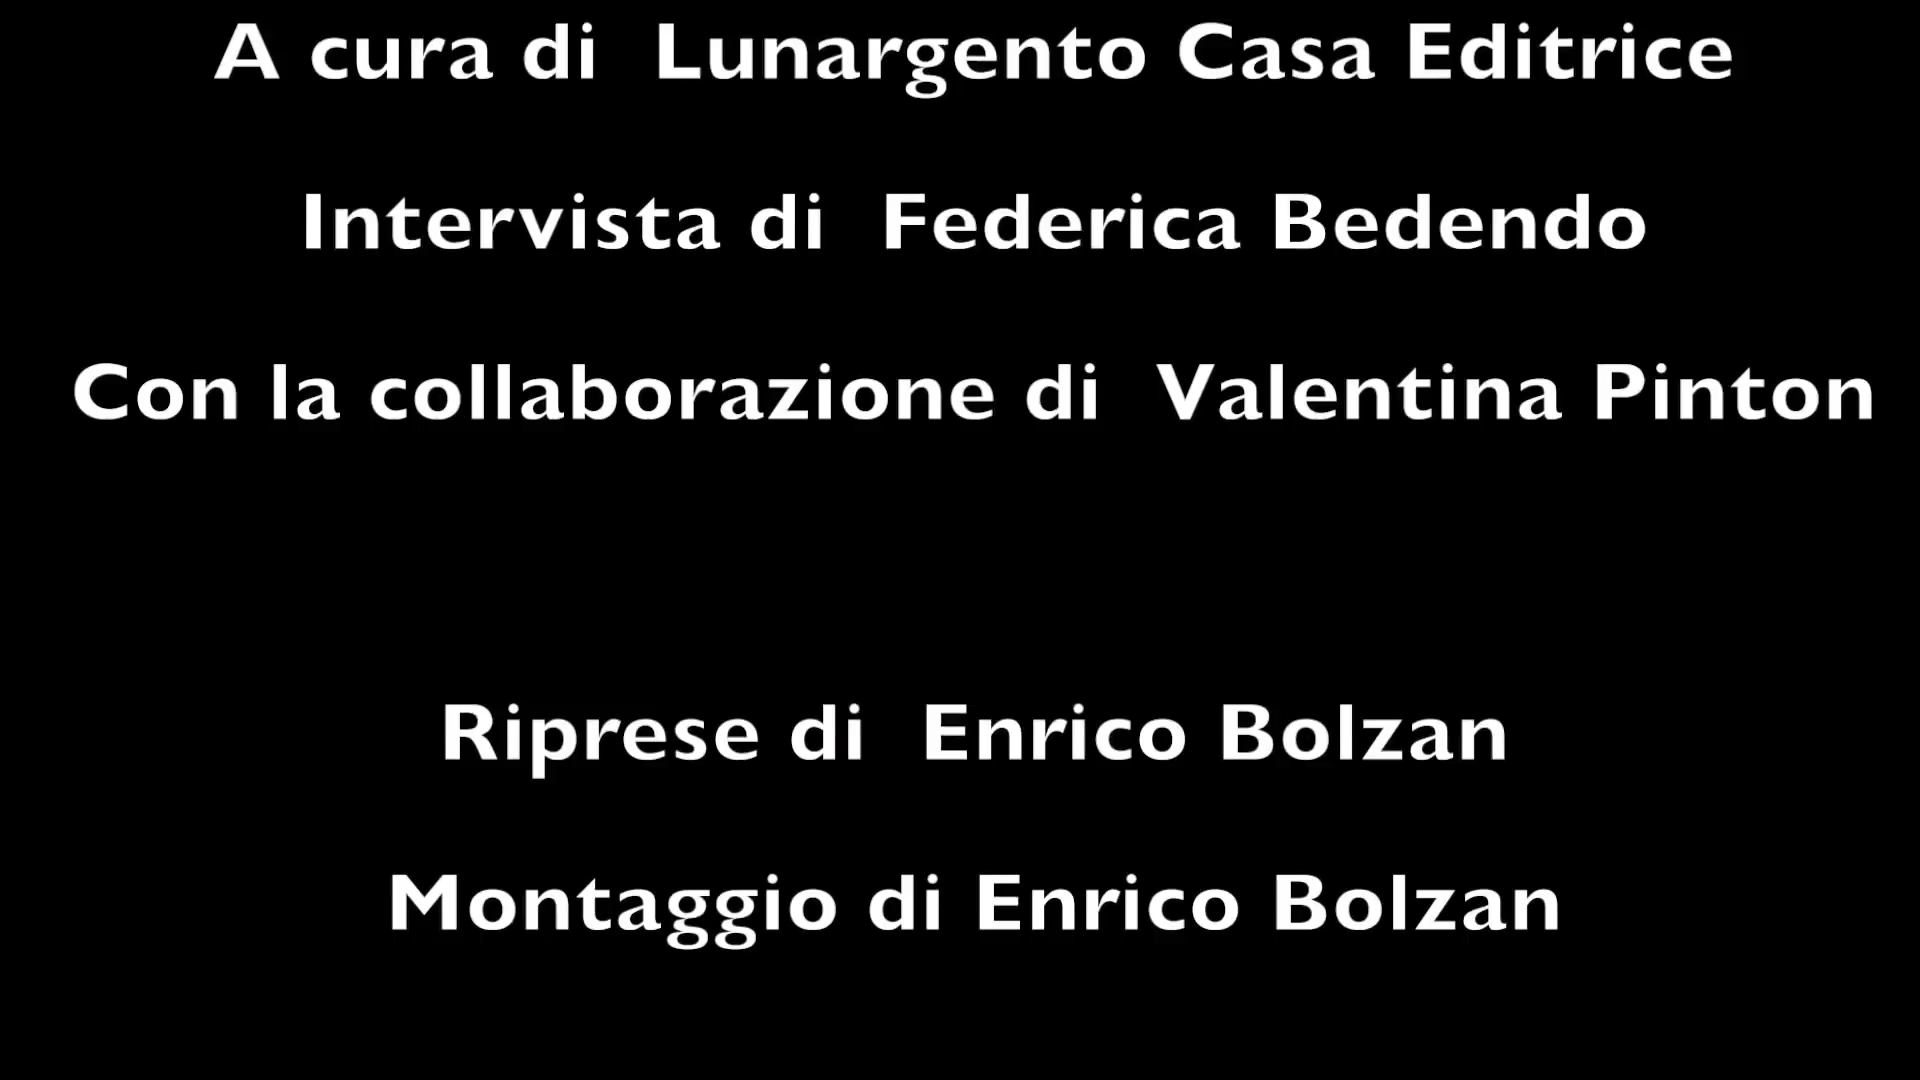 A cura di  Lunargento Casa Editrice
Intervista di  Federica Bedendo
Con la collaborazione di  Valentina Pinton
Riprese di  Enrico Bolzan
Montaggio di Enrico Bolzan